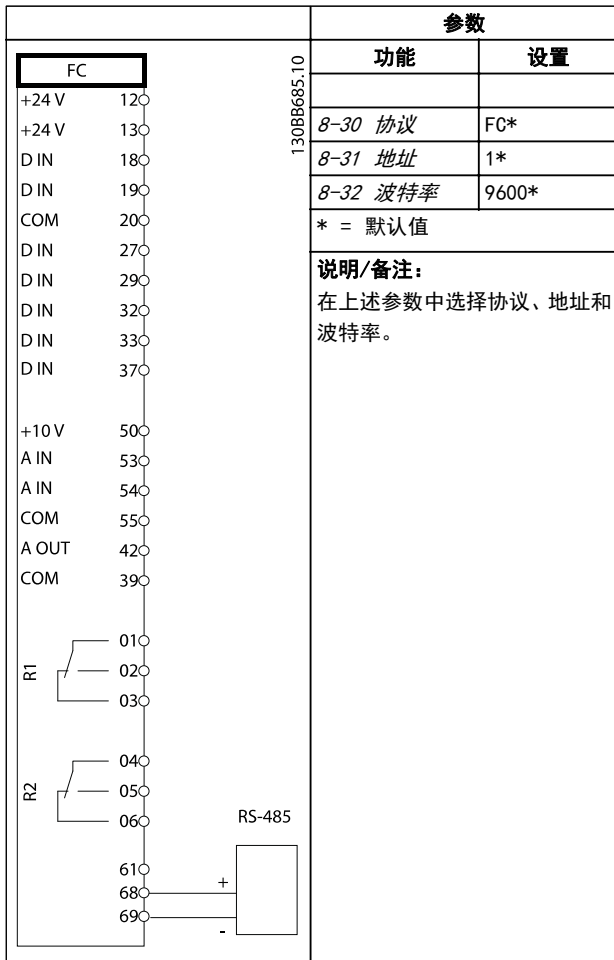 FC
+24 V 12
+24 V 13
D IN 18
D IN 19
COM 20
D IN 27
D IN 29
D IN 32
D IN 33
D IN 37
+10 V 50
A IN 53
A IN 54
COM 55
A OUT 42
COM 39
R1
01
02
03
R2
04
05
06
RS-485
61
68 +
69 -
130BB685.10
参数
功能 设置
8-30 协议 FC*
8-31 地址 1*
8-32 波特率 9600*
* = 默认值
说明/备注：
在上述参数中选择协议、地址和
波特率。